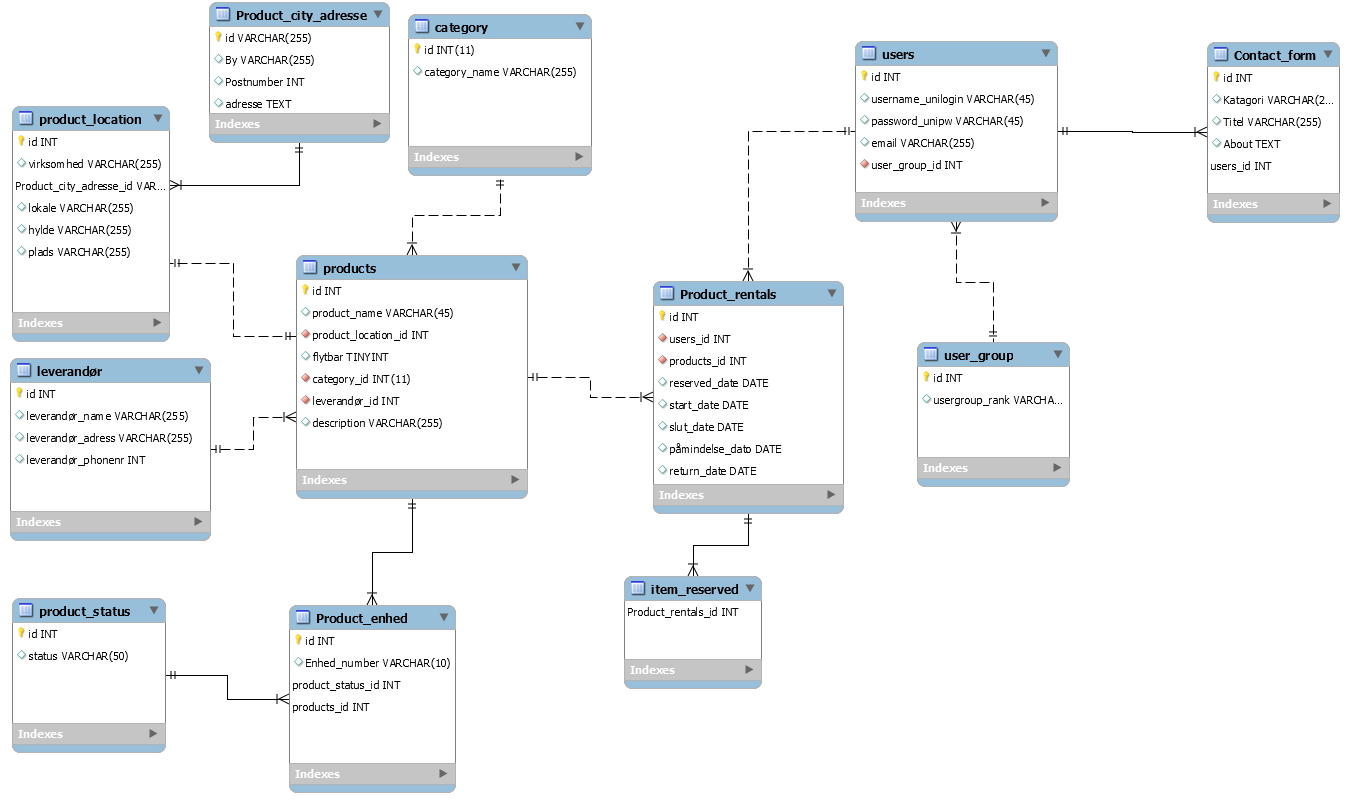 Product_city_adresse
id VARCHAR(255)
By VARCHAR(255)
Postnumber INT
adresse TEXT
Indexes
category
id INT(11)
category_name VARCHAR(255)
Indexes
users
id INT
username_unilogin VARCHAR(45)
password_unipw VARCHAR(45)
email VARCHAR(255)
user_group_id INT
Indexes
Contact_form
id INT
Katagori VARCHAR(2...
Titel VARCHAR(255)
About TEXT
users_id INT
Indexes
product_location
id INT
virksomhed VARCHAR(255)
Product_city_adresse_id VAR...
lokale VARCHAR(255)
hylde VARCHAR(255)
plads VARCHAR(255)
Indexes
products
id INT
product_name VARCHAR(45)
product_location_id INT
flytbar TINYINT
category_id INT(11)
leverandør_id INT
description VARCHAR(255)
Indexes
Product_rentals
id INT
users_id INT
products_id INT
reserved_date DATE
start_date DATE
slut_date DATE
påmindelse_dato DATE
return_date DATE
Indexes
user_group
id INT
usergroup_rank VARCHA...
Indexes
leverandør
id INT
leverandør_name VARCHAR(255)
leverandør_adress VARCHAR(255)
leverandør_phonenr INT
Indexes
product_status
id INT
status VARCHAR(50)
Indexes
Product_enhed
id INT
Enhed_number VARCHAR(10)
product_status_id INT
products_id INT
Indexes
item_reserved
Product_rentals_id INT
Indexes